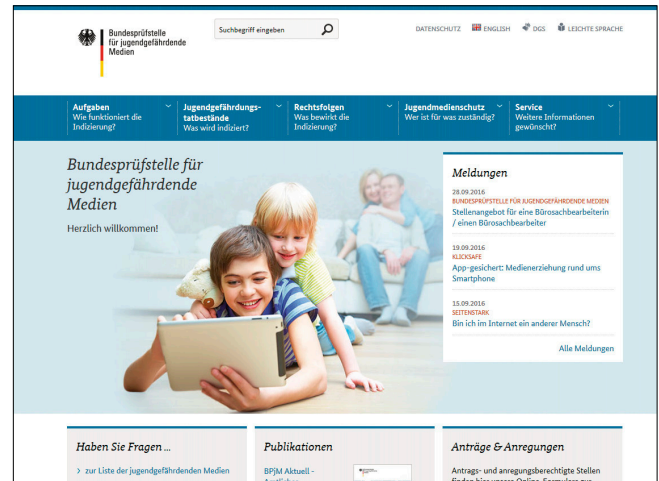 Bundesprüfstelle
für jugendgefährdende
Medien
Suchbegriff eingeben
DATENSCHUTZ ENGLISH DGS LEICHTE SPRACHE
Aufgaben
Wie funktioniert die
Indizierung?
Jugendgefährdungs-
tatbestände
Was wird indiziert?
Rechtsfolgen
Was bewirkt die
Indizierung?
Jugendmedienschutz
Wer ist für was zuständig?
Service
Weitere Informationen
gewünscht?
Bundesprüfstelle für
jugendgefährdende
Medien
Herzlich willkommen!
Meldungen
28.09.2016
BUNDESPRÜFSTELLE FÜR JUGENDGEFÄHRDENDE MEDIEN
Stellenangebot für eine Bürosachbearbeiterin
/ einen Bürosachbearbeiter
19.09.2016
KLICKSAFE
App-gesichert: Medienerziehung rund ums
Smartphone
15.09.2016
SEITENSTARK
Bin ich im Internet ein anderer Mensch?
Alle Meldungen
Haben Sie Fragen ...
> zur Liste der jugendgefährdenden Medien
Publikationen
BPjM Aktuell -
Anträge & Anregungen
Antrags- und anregungsberechtigte Stellen